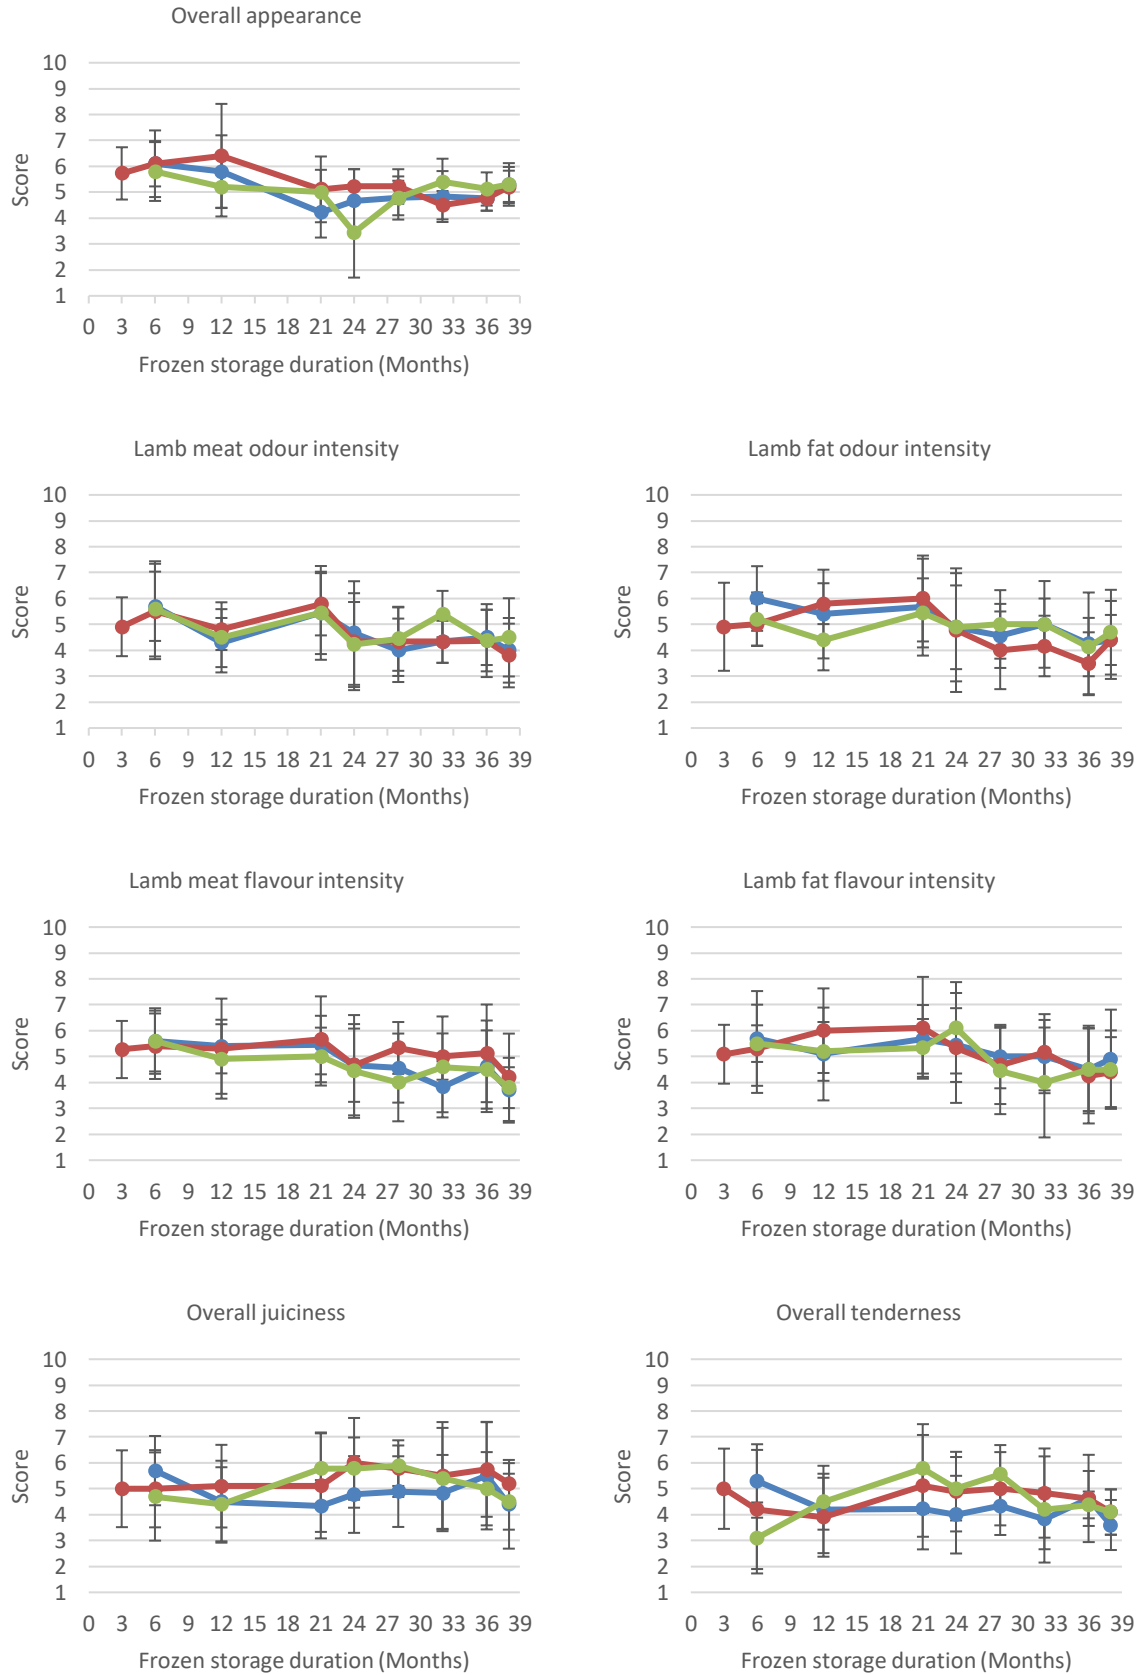 Overall appearance
10
9
8
7
6
5
4
3
2
1
Score
0 3 6 9 12 15 18 21 24 27 30 33 36 39
Frozen storage duration (Months)
Lamb meat odour intensity
10
9
8
7
6
5
4
3
2
1
Score
0 3 6 9 12 15 18 21 24 27 30 33 36 39
Frozen storage duration (Months)
Lamb fat odour intensity
10
9
8
7
6
5
4
3
2
1
Score
0 3 6 9 12 15 18 21 24 27 30 33 36 39
Frozen storage duration (Months)
Lamb meat flavour intensity
10
9
8
7
6
5
4
3
2
1
Score
0 3 6 9 12 15 18 21 24 27 30 33 36 39
Frozen storage duration (Months)
Lamb fat flavour intensity
10
9
8
7
6
5
4
3
2
1
Score
0 3 6 9 12 15 18 21 24 27 30 33 36 39
Frozen storage duration (Months)
Overall juiciness
10
9
8
7
6
5
4
3
2
1
Score
0 3 6 9 12 15 18 21 24 27 30 33 36 39
Frozen storage duration (Months)
Overall tenderness
10
9
8
7
6
5
4
3
2
1
Score
0 3 6 9 12 15 18 21 24 27 30 33 36 39
Frozen storage duration (Months)